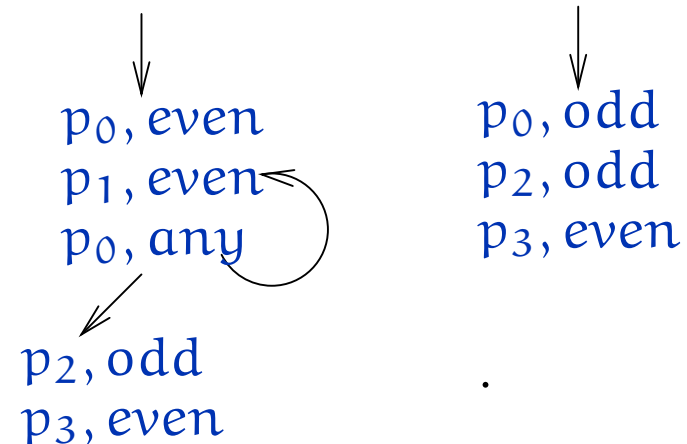 p₀, even
p₁, even
p₀, any
p₂, odd
p₃, even
p₀, odd
p₂, odd
p₃, even
.